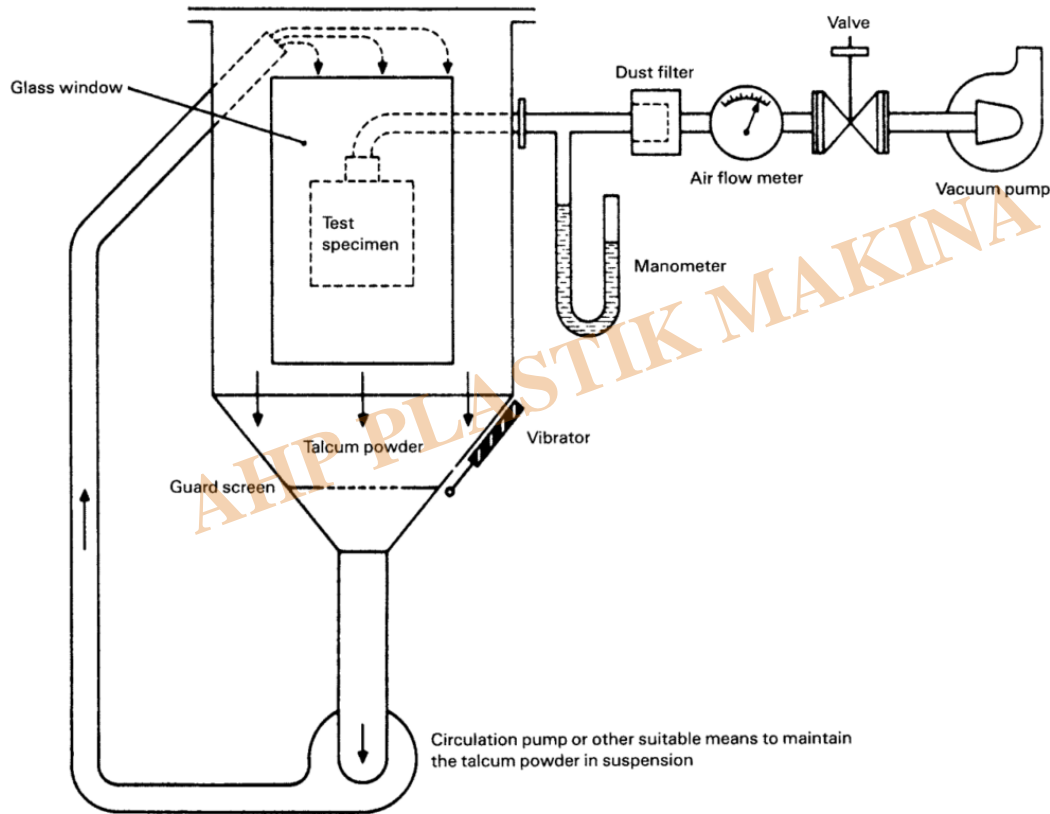 Valve
Dust filter
Glass window
Air flow meter
Vacuum pump
Test
specimen
Manometer
AHP PLASTIK MAKINA
Vibrator
Talcum powder
Guard screen
Circulation pump or other suitable means to maintain
the talcum powder in suspension